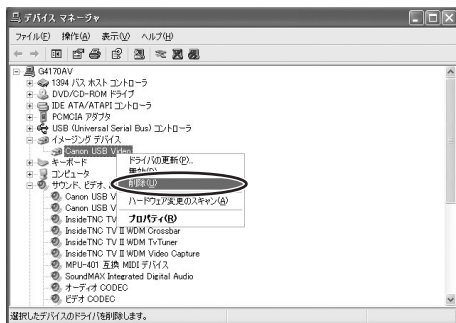 デバイス マネージャ
ファイル(F) 操作(A) 表示(V) ヘルプ(H)
G4170AV
1394 バス ホスト コントローラ
DVD/CD-ROM ドライブ
IDE ATA/ATAPI コントローラ
PCMCIA アダプタ
USB (Universal Serial Bus) コントローラ
イメージング デバイス
Canon USB Video
キーボード
コンピュータ
サウンド、ビデオ、
Canon USB V
Canon USB V
InsideTNC TV
InsideTNC TV II WDM Crossbar
InsideTNC TV II WDM TvTuner
InsideTNC TV II WDM Video Capture
MPU-401 互換 MIDI デバイス
SoundMAX Integrated Digital Audio
オーディオ CODEC
ビデオ CODEC
ドライバの更新(P)...
削除(U)
ハードウェア変更のスキャン(A)
プロパティ(R)
選択したデバイスのドライバを削除します。